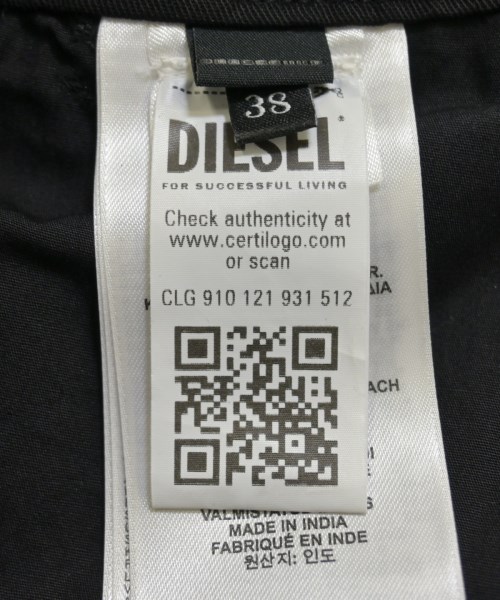 38
DIESEL
FOR SUCCESSFUL LIVING
Check authenticity at
www.certilogo.com
or scan
CLG 910 121 931 512
VALMISTA
MADE IN INDIA
FABRIQUÉ EN INDE
원산지: 인도